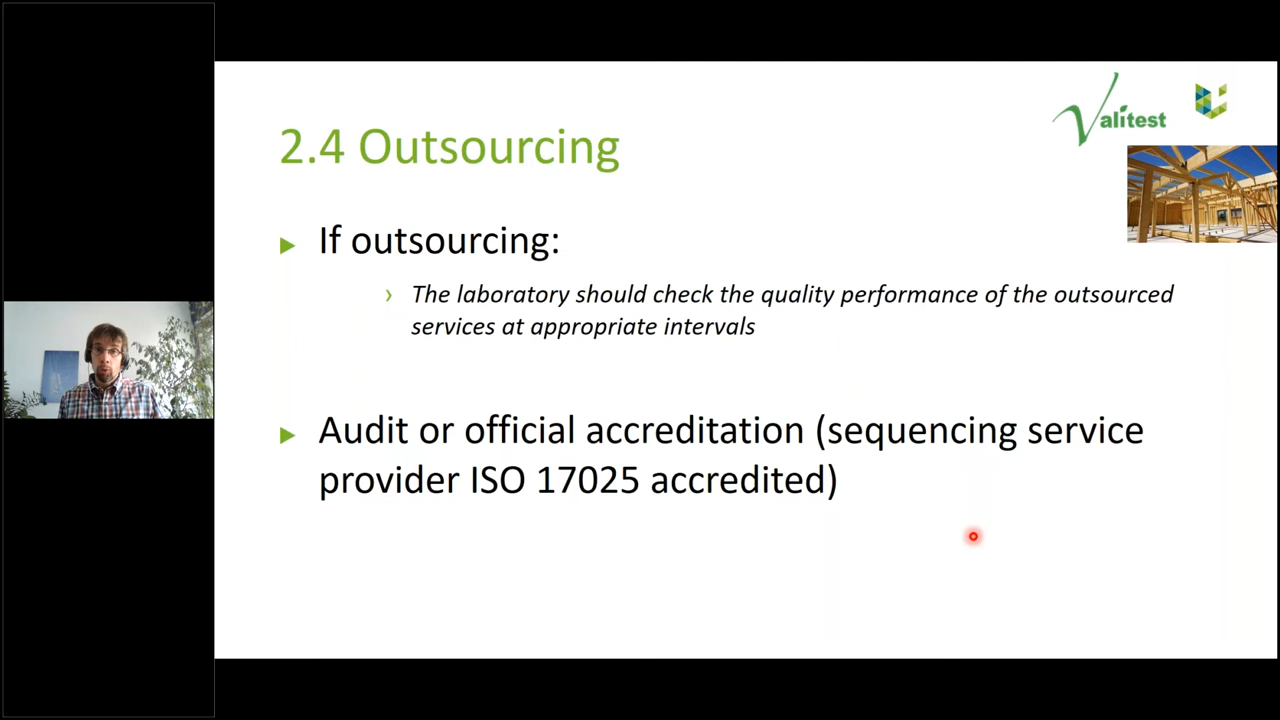 Valitest
2.4 Outsourcing
If outsourcing:
The laboratory should check the quality performance of the outsourced
services at appropriate intervals
Audit or official accreditation (sequencing service
provider ISO 17025 accredited)